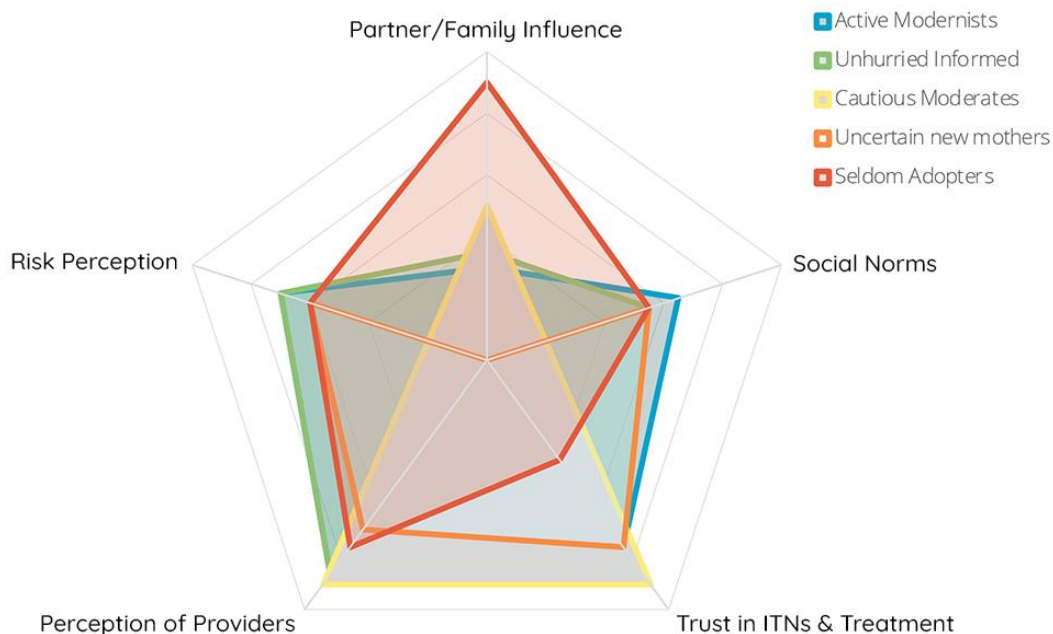 Partner/Family Influence
Active Modernists
Unhurried Informed
Cautious Moderates
Uncertain new mothers
Seldom Adopters
Risk Perception
Social Norms
Perception of Providers
Trust in ITNs & Treatment